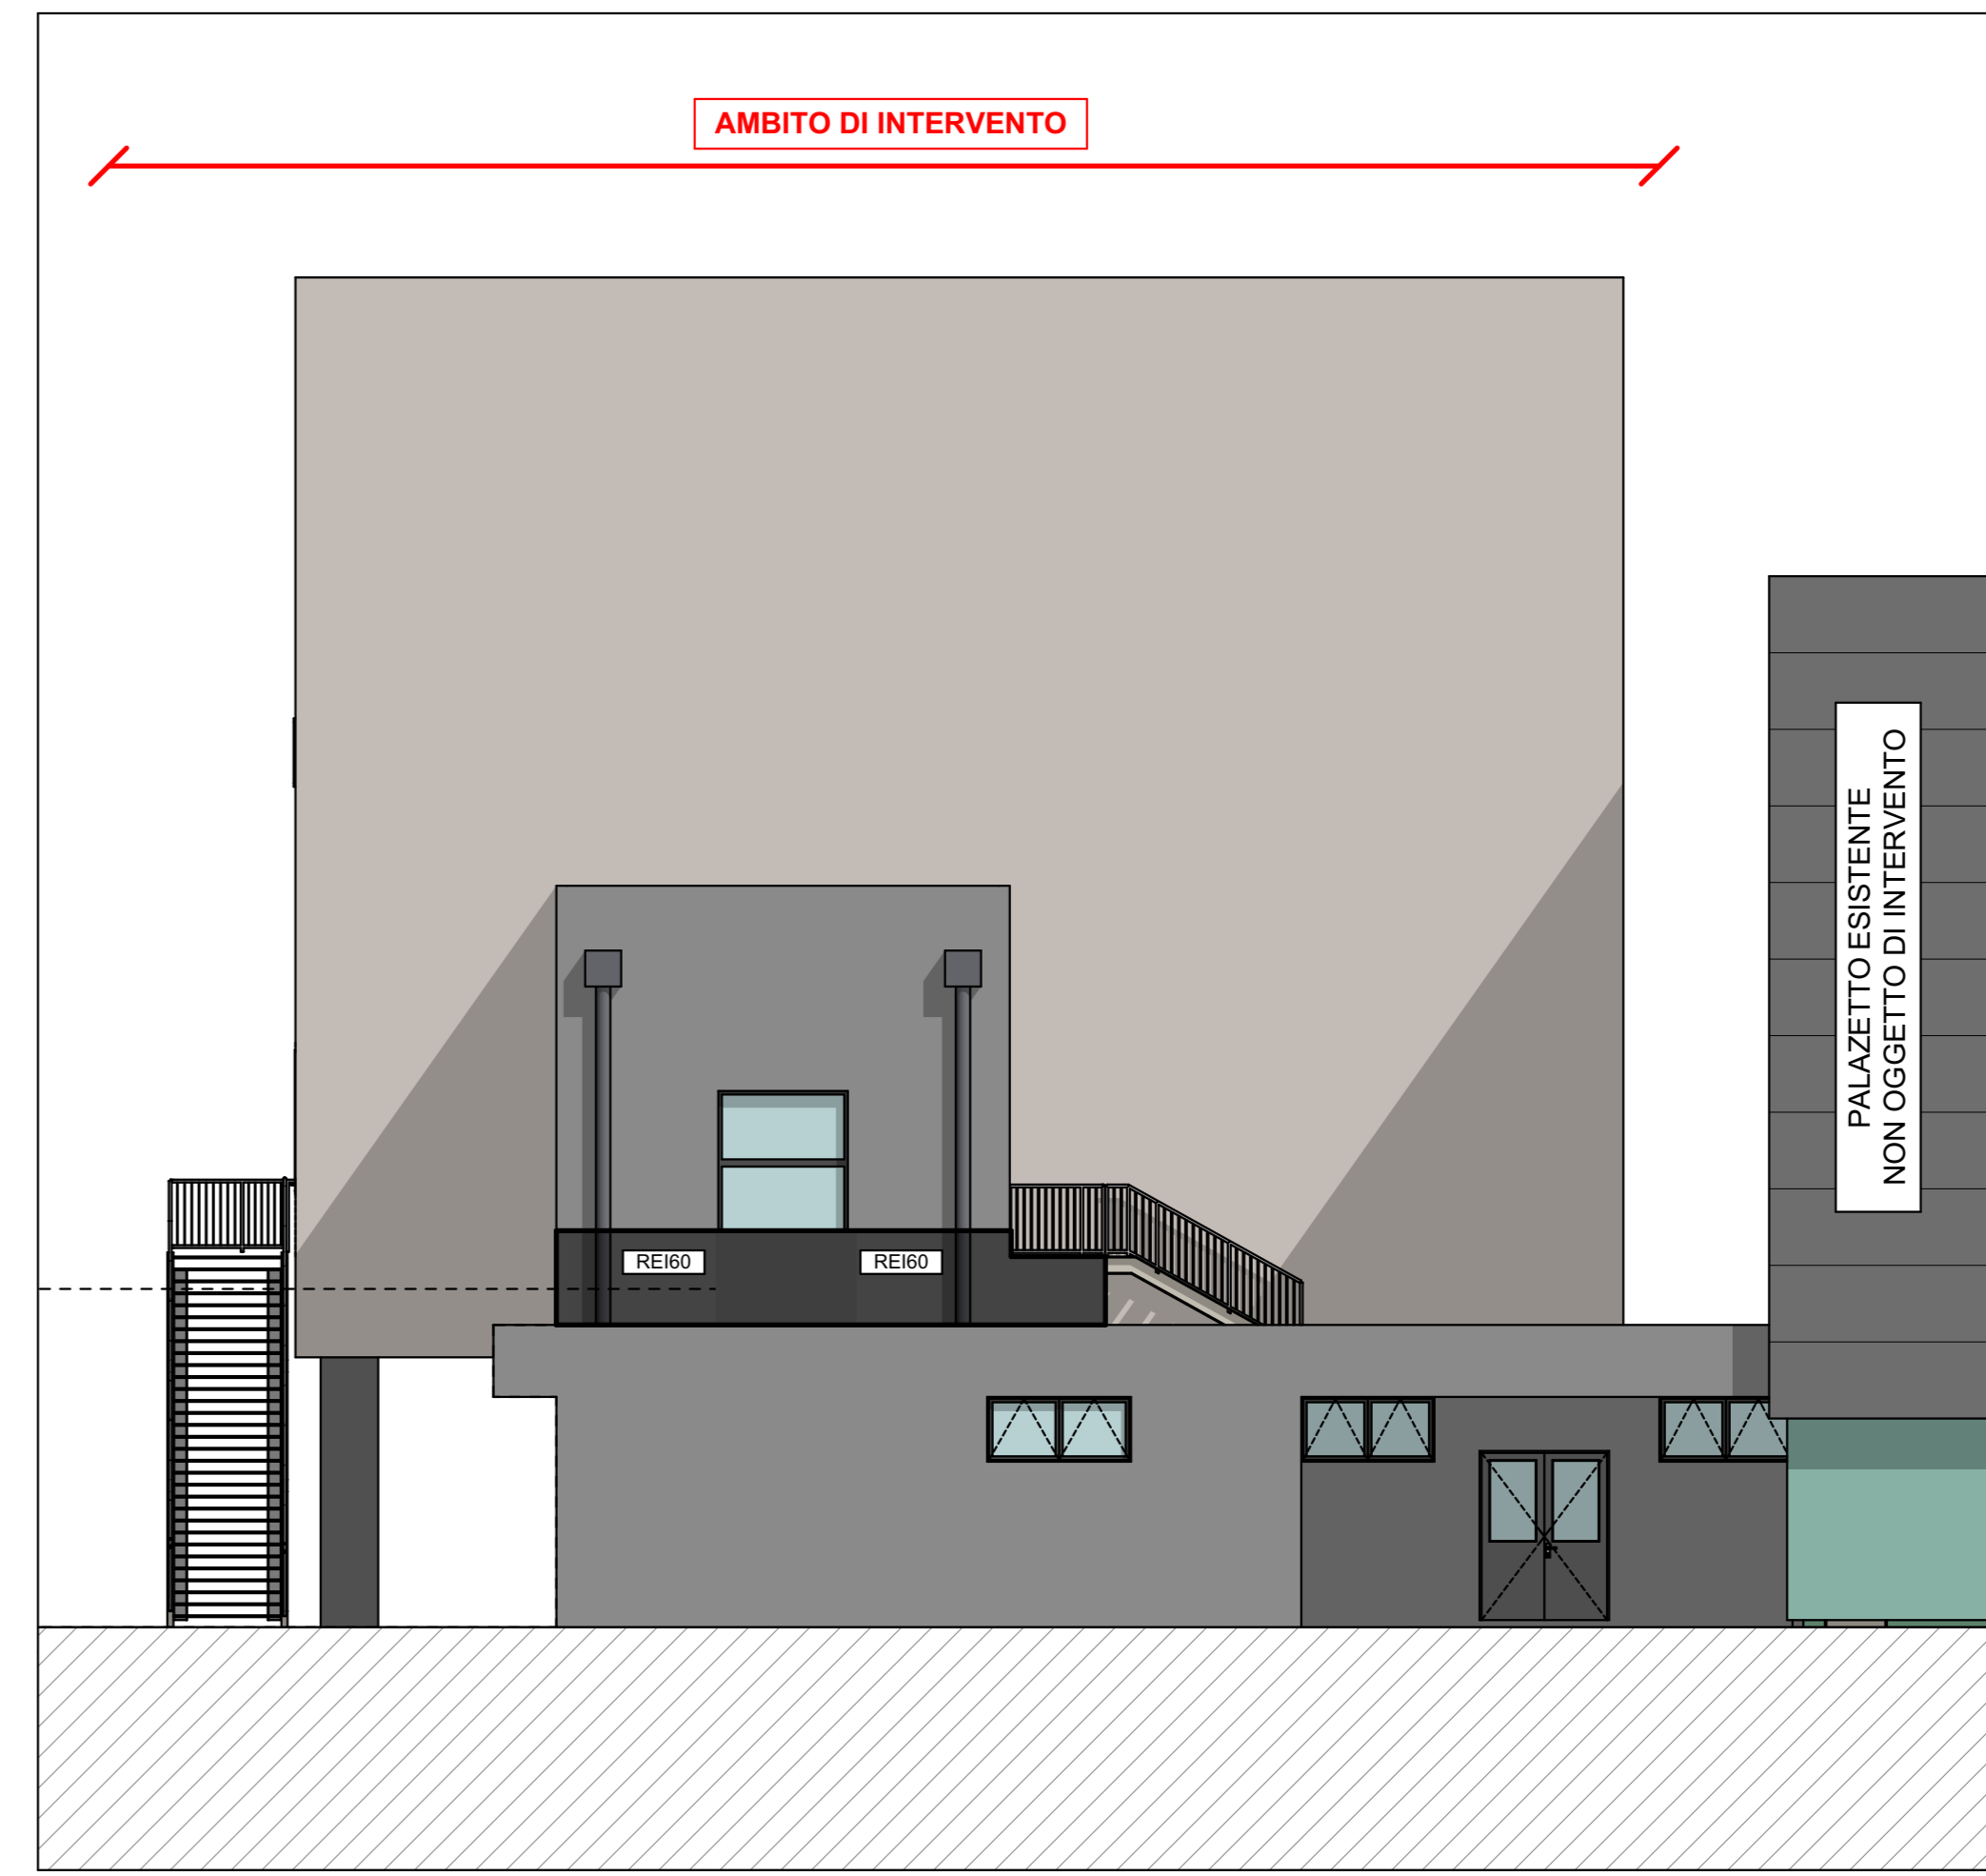 AMBITO DI INTERVENTO
PALAZETTO ESISTENTE
NON OGGETTO DI INTERVENTO
REI60
REI60